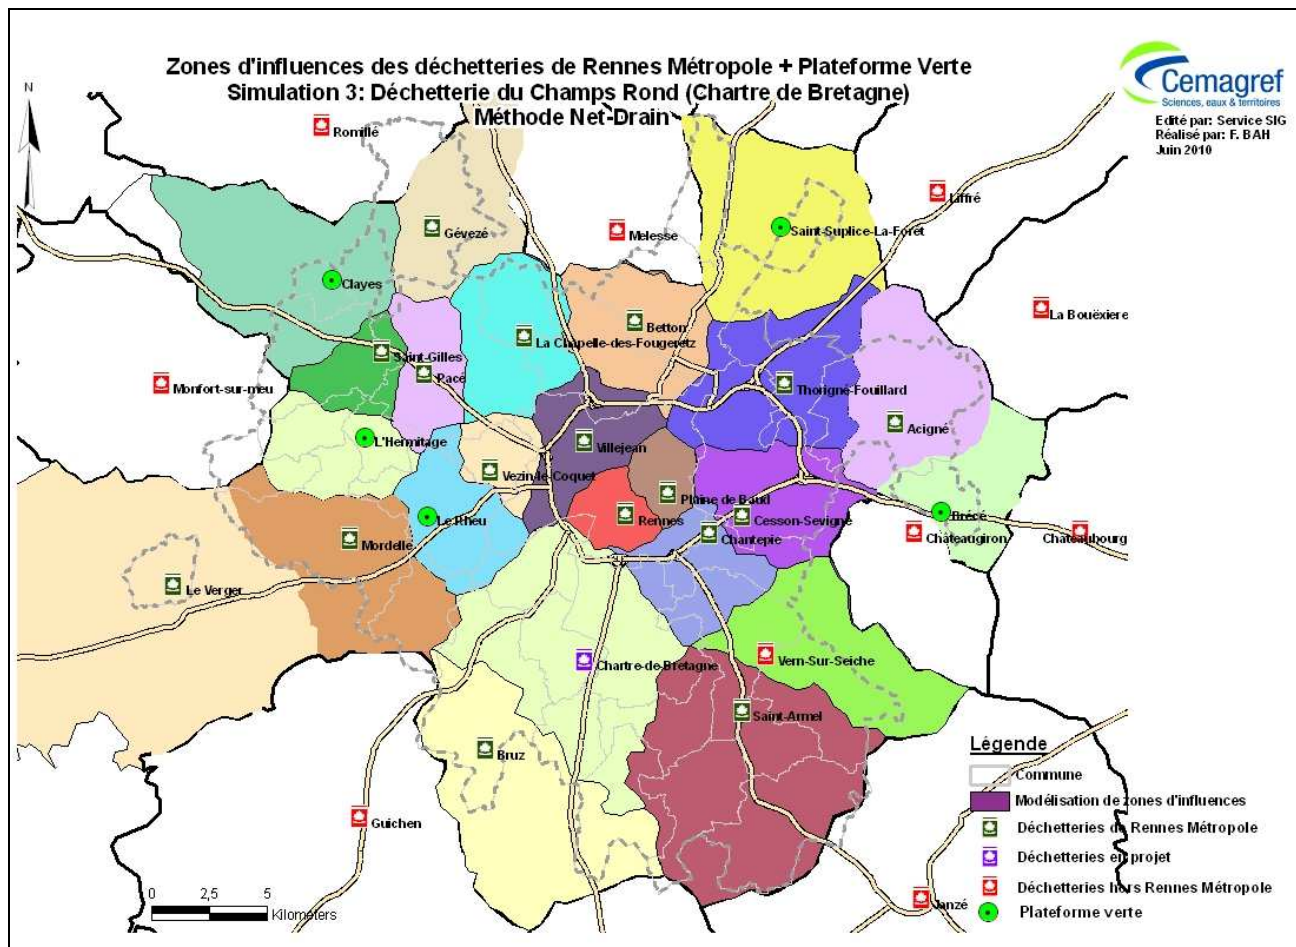 Zones d'influences des déchetteries de Rennes Métropole + Plateforme Verte
Simulation 3: Déchetterie du Champs Rond (Chartre de Bretagne)
Méthode Net-Drain
Cemagref
Sciences, eaux & territoires
Edité par: Service SIG
Réalisé par: F. BAH
Juin 2010
N
Romillé
Liffré
Gévezé
Melesse
Saint-Suplice-La-Forêt
Clayes
La Bouëxiere
Betton
La Chapelle-des-Fougeretz
Saint-Gilles
Pacé
Monfort-sur-meu
Thorigné-Fouillard
Acigné
L'Hermitage
Villejean
Vezin-le-Coquet
Plaine de Baud
Le Rheu
Rennes
Cesson-Sevigné
Brécé
Mordelle
Chantepie
Châteaugiron
Châteaubourg
Le Verger
Chartre-de-Bretagne
Vern-Sur-Seiche
Saint-Armel
Bruz
Guichen
Janzé
Légende
Commune
Modélisation de zones d'influences
Déchetteries de Rennes Métropole
Déchetteries en projet
Déchetteries hors Rennes Métropole
Plateforme verte
0 2,5 5
Kilometers